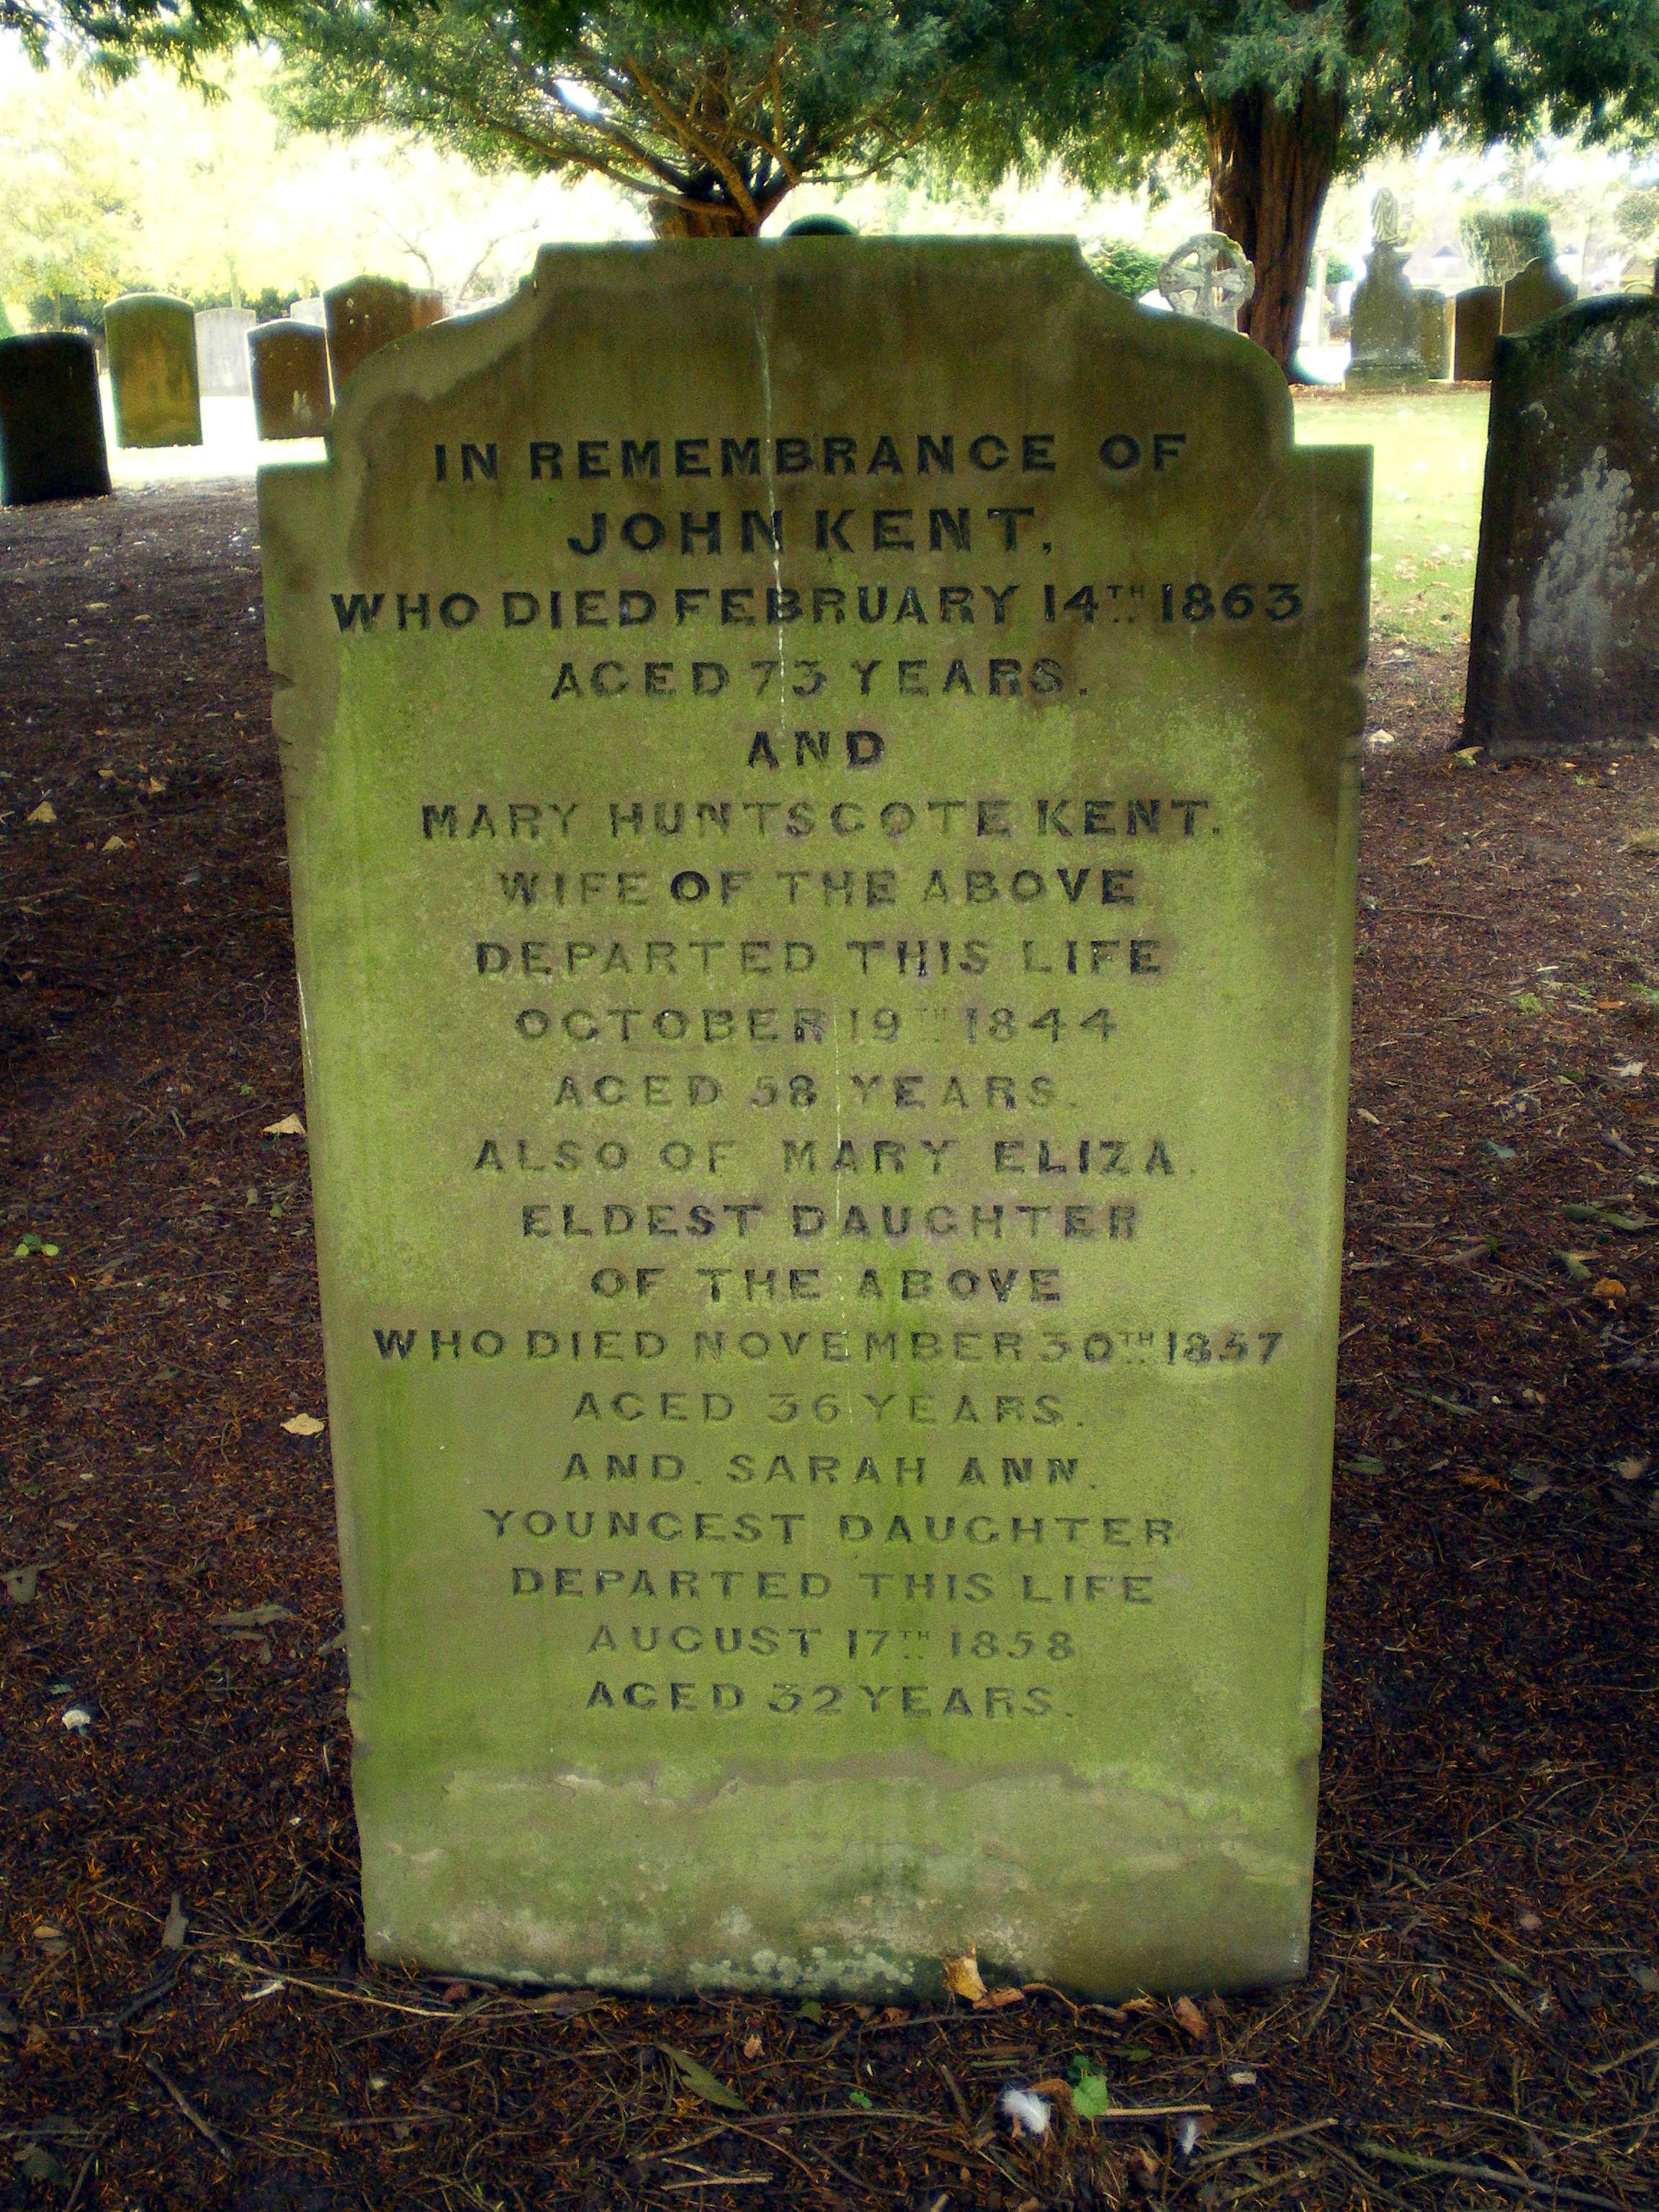 IN REMEMBRANCE OF
JOHN KENT,
WHO DIED FEBRUARY 14TH 1863
AGED 73 YEARS.
AND
MARY HUNTSCOTE KENT.
WIFE OF THE ABOVE
DEPARTED THIS LIFE
OCTOBER 19TH 1844
AGED 58 YEARS.
ALSO OF MARY ELIZA.
ELDEST DAUGHTER
OF THE ABOVE
WHO DIED NOVEMBER 30TH 1857
AGED 36 YEARS.
AND. SARAH ANN.
YOUNGEST DAUGHTER
DEPARTED THIS LIFE
AUGUST 17TH 1858
AGED 32 YEARS.